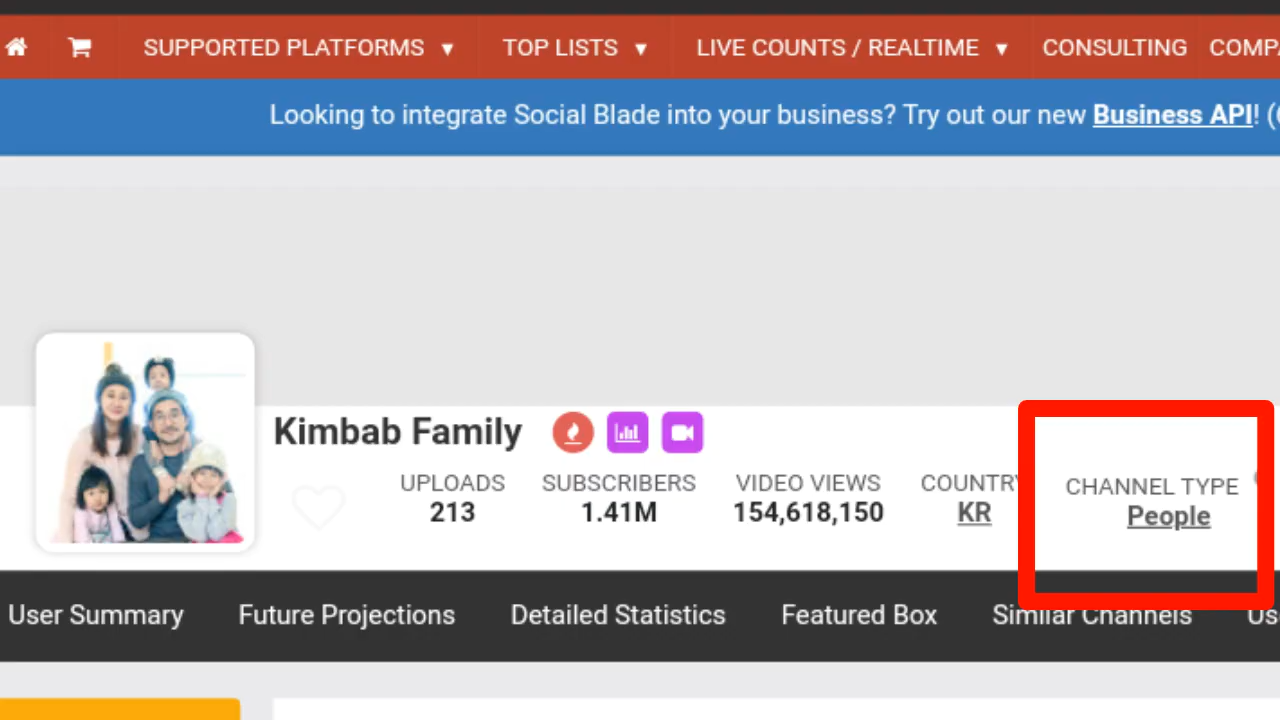 SUPPORTED PLATFORMS ▼ TOP LISTS ▼ LIVE COUNTS / REALTIME ▼ CONSULTING
Looking to integrate Social Blade into your business? Try out our new Business API! (
Kimbab Family
UPLOADS SUBSCRIBERS VIDEO VIEWS COUNTRY CHANNEL TYPE
213 1.41M 154,618,150 KR People
User Summary Future Projections Detailed Statistics Featured Box Similar Channels